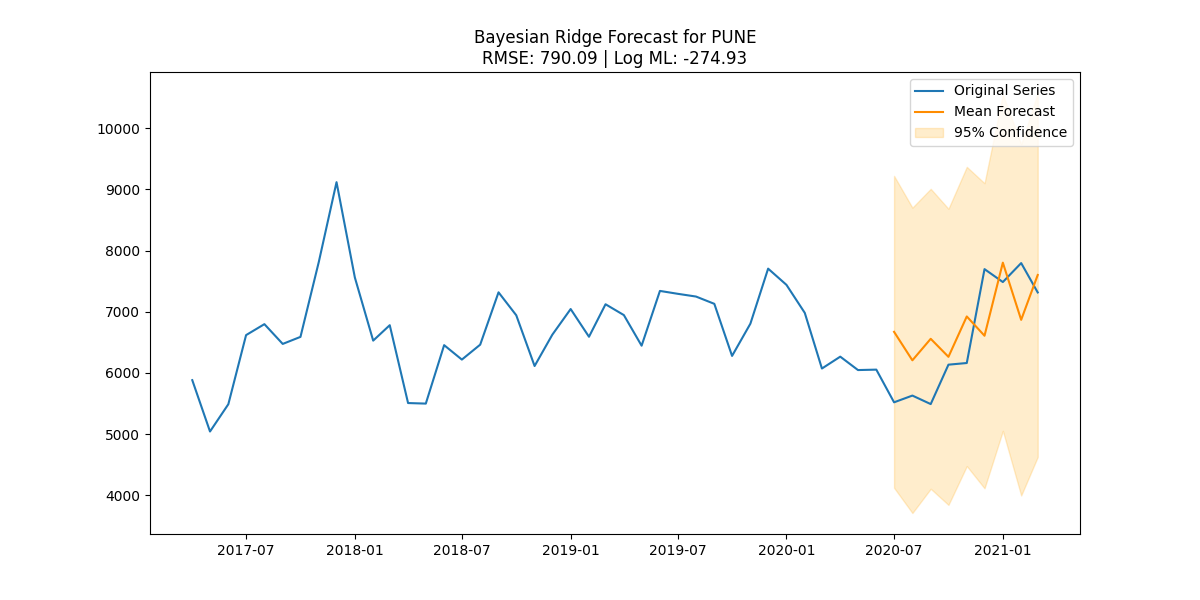 Bayesian Ridge Forecast for PUNE
RMSE: 790.09 | Log ML: -274.93
Original Series
Mean Forecast
95% Confidence
10000
9000
8000
7000
6000
5000
4000
2017-07 2018-01 2018-07 2019-01 2019-07 2020-01 2020-07 2021-01